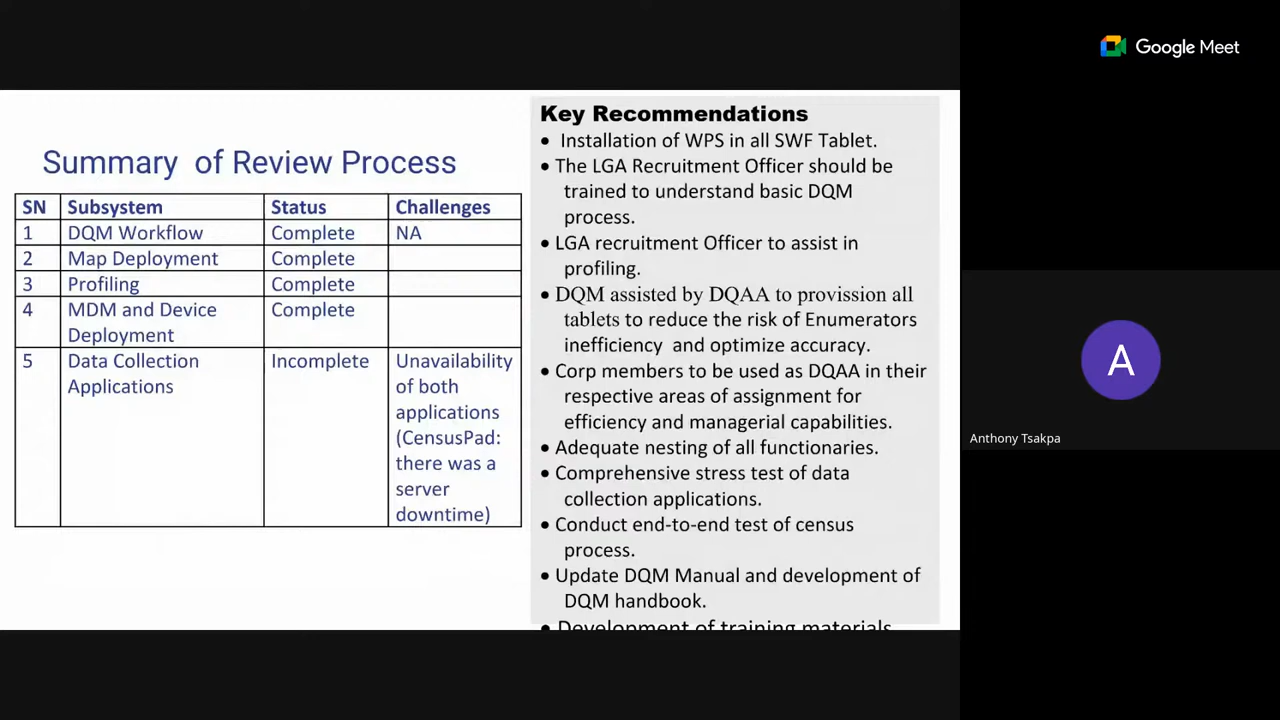 Google Meet
Summary of Review Process
SN Subsystem Status Challenges
1 DQM Workflow Complete NA
2 Map Deployment Complete
3 Profiling Complete
4 MDM and Device Deployment Complete
5 Data Collection Applications Incomplete Unavailability
of both
applications
(CensusPad:
there was a
server
downtime)
Key Recommendations
• Installation of WPS in all SWF Tablet.
• The LGA Recruitment Officer should be
trained to understand basic DQM
process.
• LGA recruitment Officer to assist in
profiling.
• DQM assisted by DQAA to provission all
tablets to reduce the risk of Enumerators
inefficiency and optimize accuracy.
• Corp members to be used as DQAA in their
respective areas of assignment for
efficiency and managerial capabilities.
• Adequate nesting of all functionaries.
• Comprehensive stress test of data
collection applications.
• Conduct end-to-end test of census
process.
• Update DQM Manual and development of
DQM handbook.
• Development of training materials
A
Anthony Tsakpa